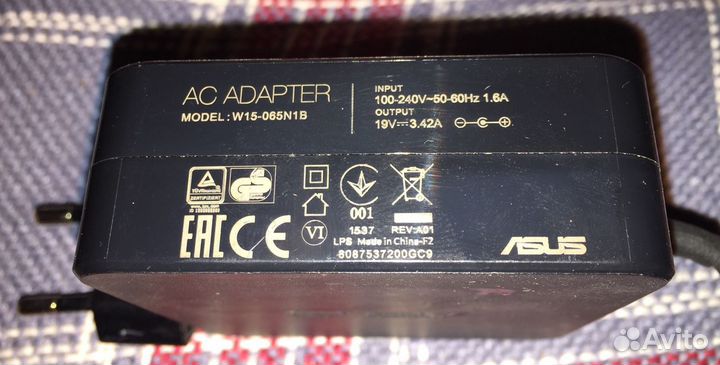 AC ADAPTER
MODEL: W15-065N1B
INPUT
100-240V~50-60Hz 1.6A
OUTPUT
19V⎓3.42A
ZERTIFIZIERT
GS
001
EAC CE
VI
1537 REV:A01
LPS Made in China-F2
8087537200GC9
ASUS
Avito